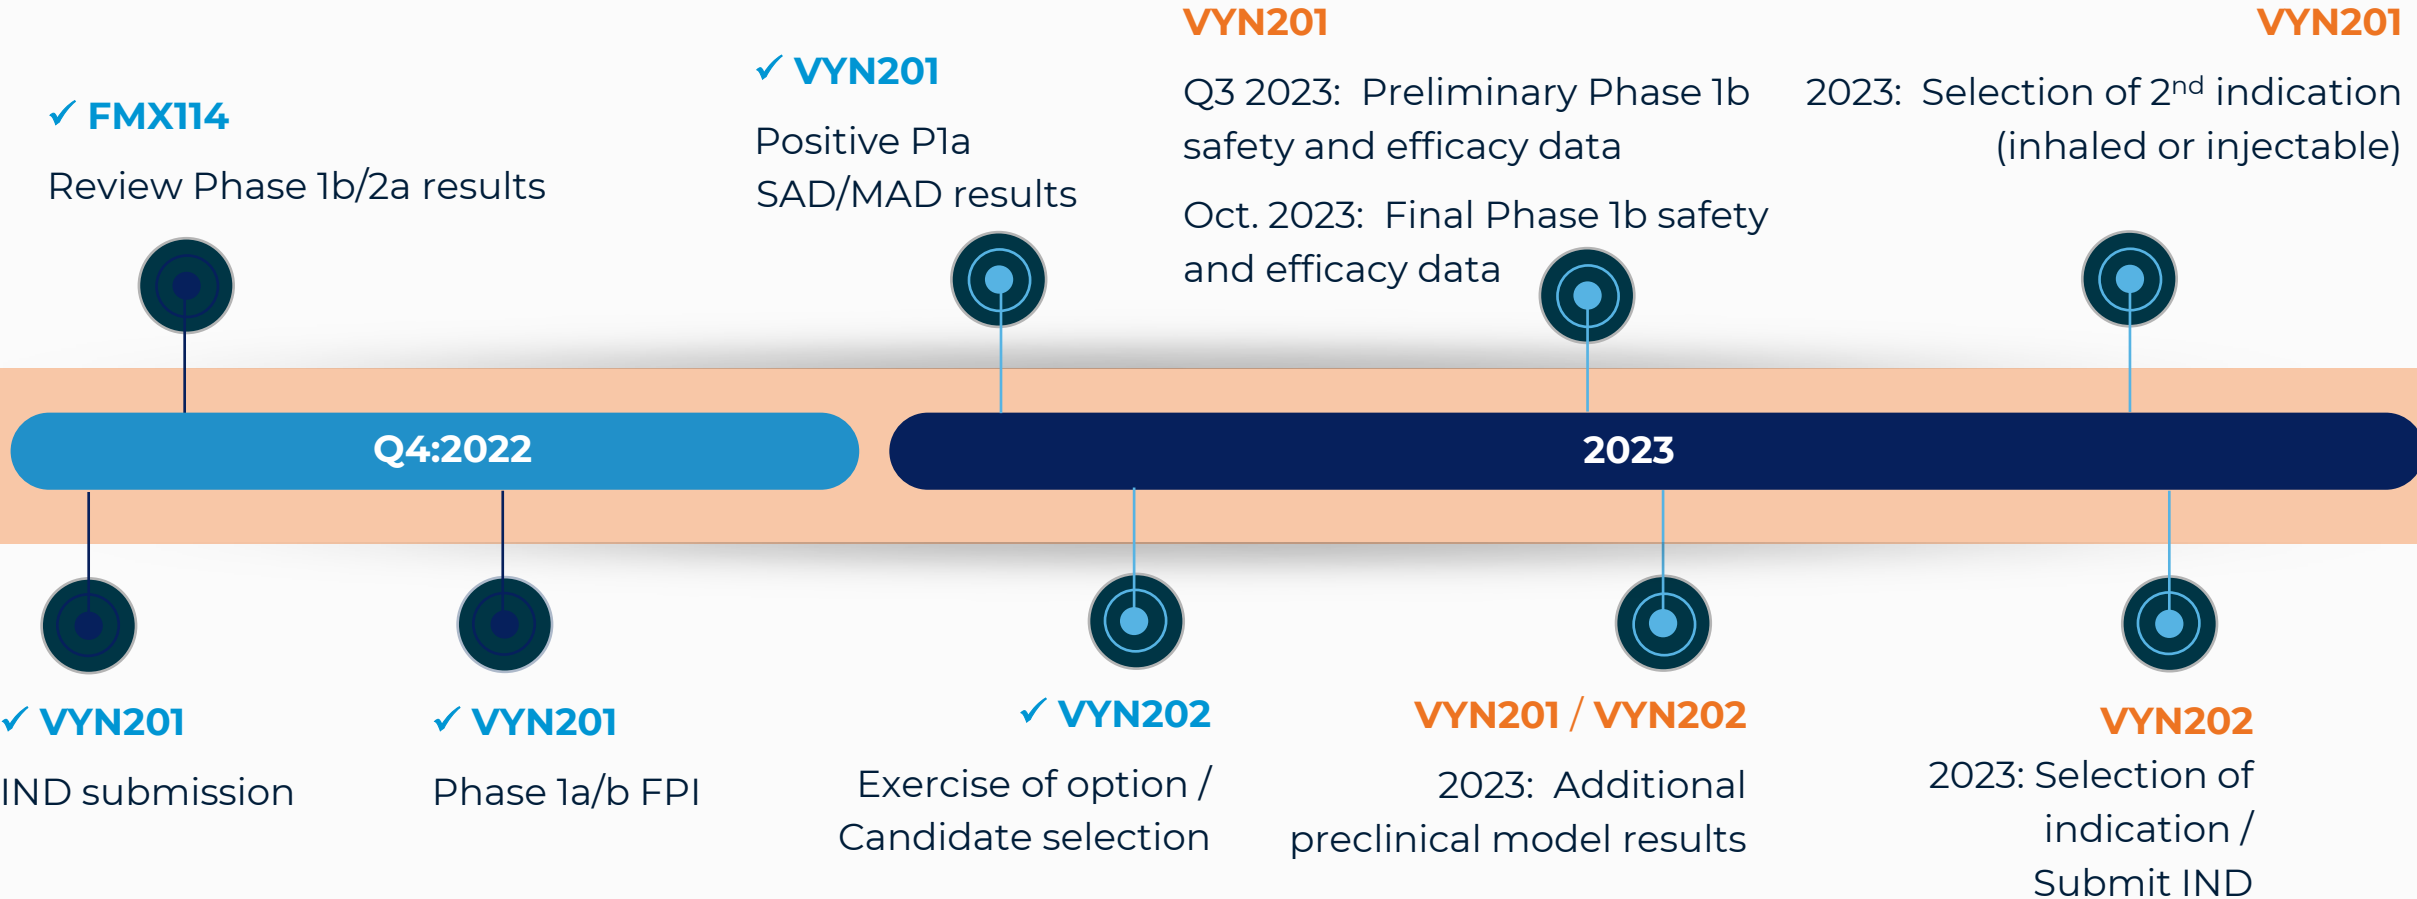 ✓ FMX114
Review Phase 1b/2a results
✓ VYN201
Positive P1a
SAD/MAD results
VYN201
Q3 2023: Preliminary Phase 1b
safety and efficacy data
Oct. 2023: Final Phase 1b safety
and efficacy data
VYN201
2023: Selection of 2nd indication
(inhaled or injectable)
Q4:2022
2023
✓ VYN201
IND submission
✓ VYN201
Phase 1a/b FPI
✓ VYN202
Exercise of option /
Candidate selection
VYN201 / VYN202
2023: Additional
preclinical model results
VYN202
2023: Selection of
indication /
Submit IND